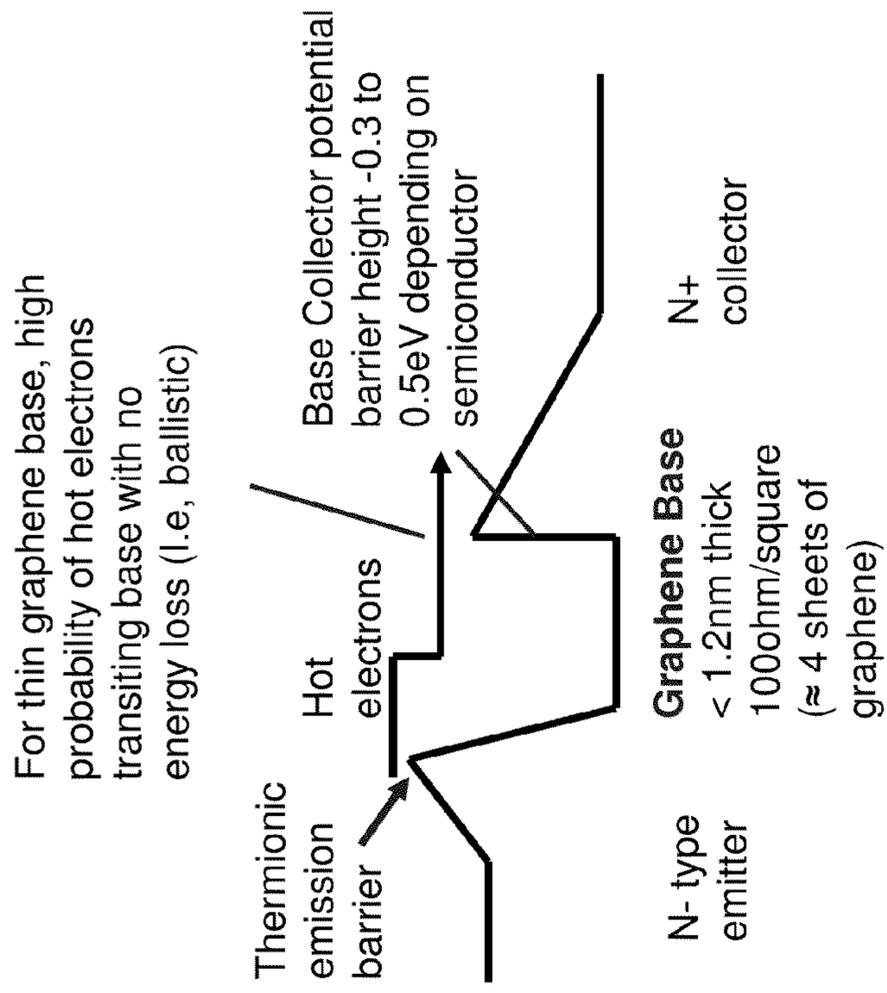 For thin graphene base, high
probability of hot electrons
transiting base with no
energy loss (I.e, ballistic)
Thermionic
emission
barrier
Hot
electrons
Base Collector potential
barrier height -0.3 to
0.5eV depending on
semiconductor
N- type
emitter
Graphene Base
< 1.2nm thick
100ohm/square
(≈ 4 sheets of
graphene)
N+
collector